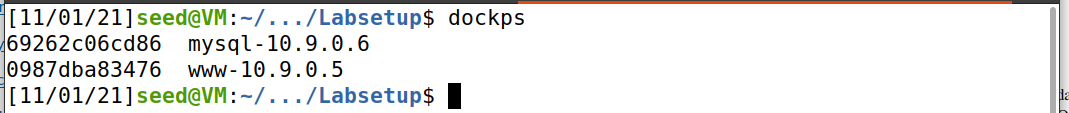 [11/01/21]seed@VM:~/.../Labsetup$ dockps
69262c06cd86  mysql-10.9.0.6
0987dba83476  www-10.9.0.5
[11/01/21]seed@VM:~/.../Labsetup$